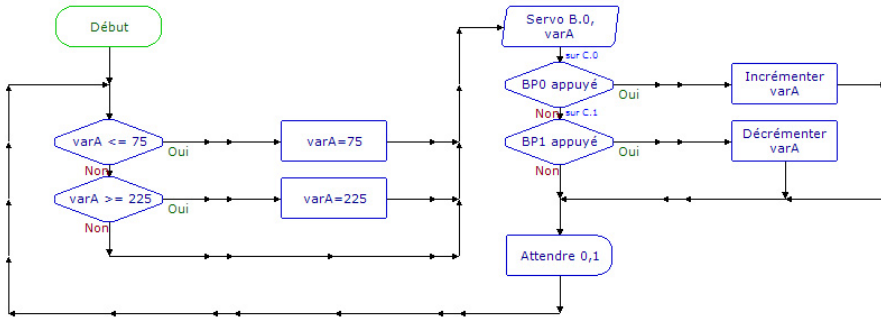 Début
varA <= 75
Oui
Non
varA=75
varA >= 225
Oui
Non
varA=225
Servo B.0,
varA
sur C.0
BP0 appuyé
Oui
Non
Incrémenter
varA
sur C.1
BP1 appuyé
Oui
Non
Décrémenter
varA
Attendre 0,1